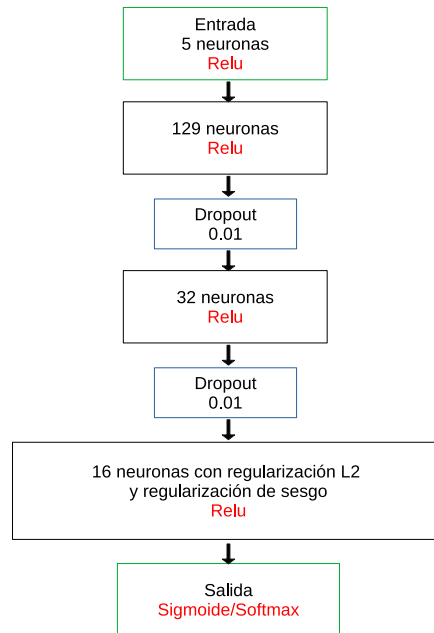 Entrada
5 neuronas
Relu
129 neuronas
Relu
Dropout
0.01
32 neuronas
Relu
Dropout
0.01
16 neuronas con regularización L2
y regularización de sesgo
Relu
Salida
Sigmoide/Softmax